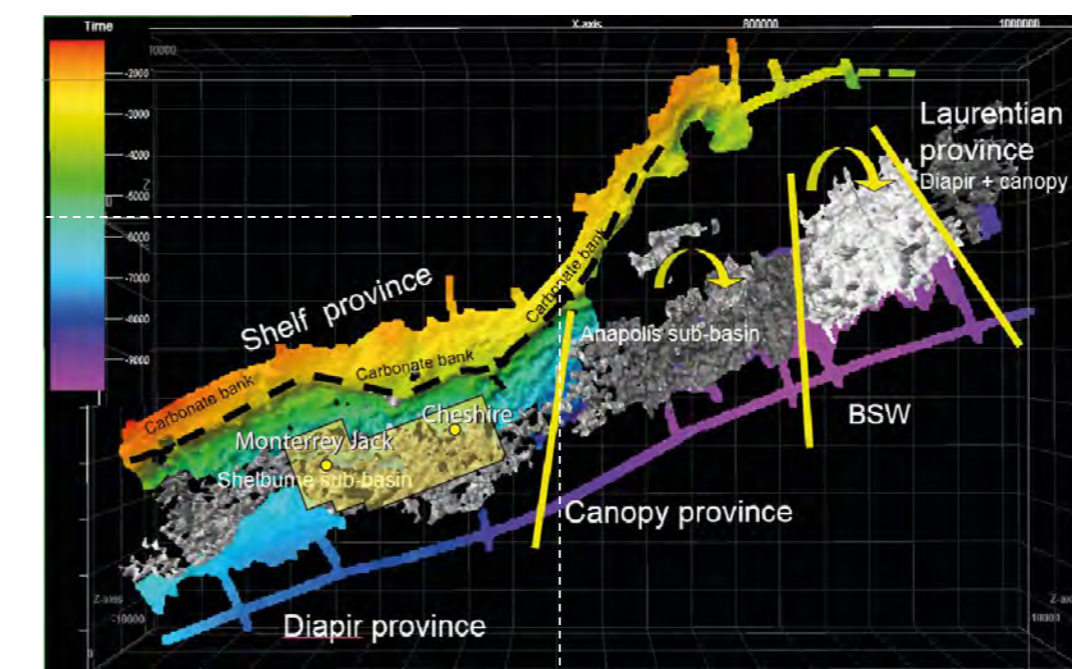 Time
X axis
800000
1000000
10000
-2000
-3000
-4000
-5000
-6000
-7000
-8000
-9000
Z
Laurentian
province
Diapir + canopy
Shelf province
Carbonate bank
Carbonate bank
Carbonate bank
Anapolis sub-basin
Cheshire
Monterrey Jack
Shelburne sub-basin
BSW
Canopy province
Diapir province
Z-axis
-10000
Z-ax
10000